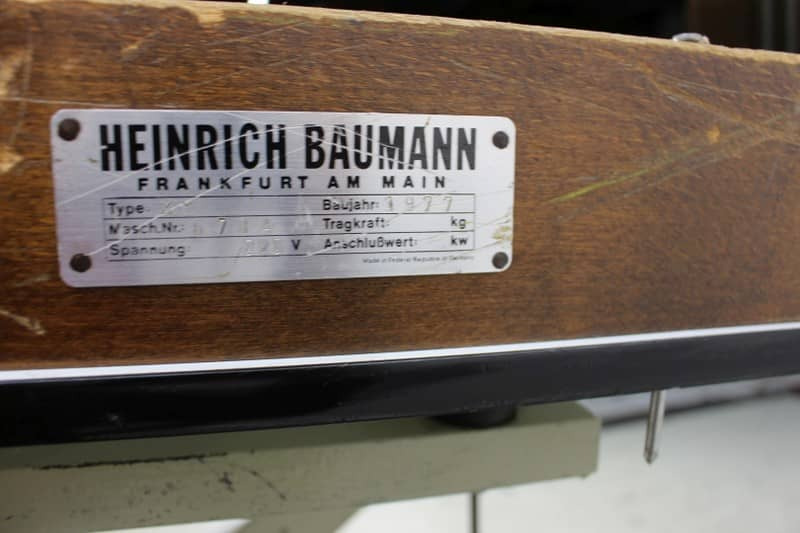 HEINRICH BAUMANN
FRANKFURT AM MAIN
Type: Baujahr: 1977
Masch.Nr.: Tragkraft: kg
Spannung: V Anschlußwert: kw
Made in Federal Republic of Germany